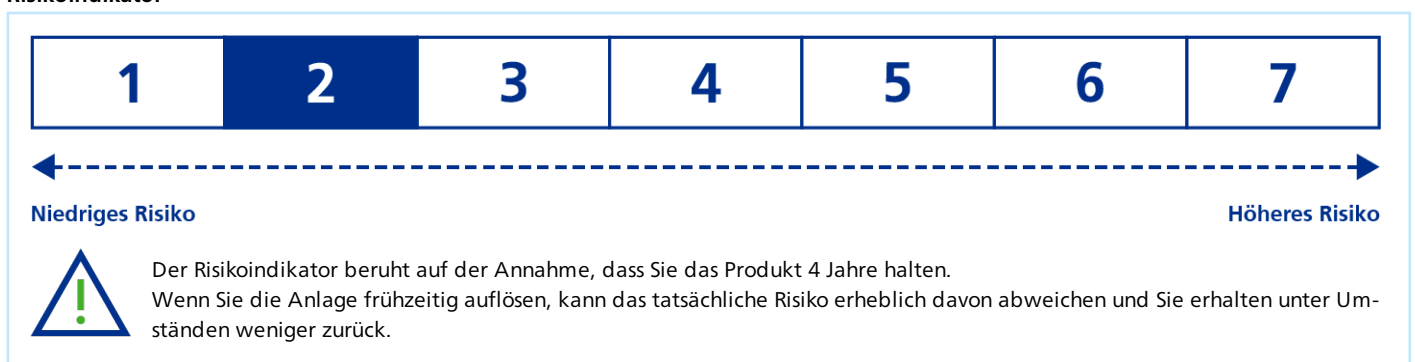 Risikoindikator
1 2 3 4 5 6 7
Niedriges Risiko Höheres Risiko
Der Risikoindikator beruht auf der Annahme, dass Sie das Produkt 4 Jahre halten.
Wenn Sie die Anlage frühzeitig auflösen, kann das tatsächliche Risiko erheblich davon abweichen und Sie erhalten unter Um-
ständen weniger zurück.